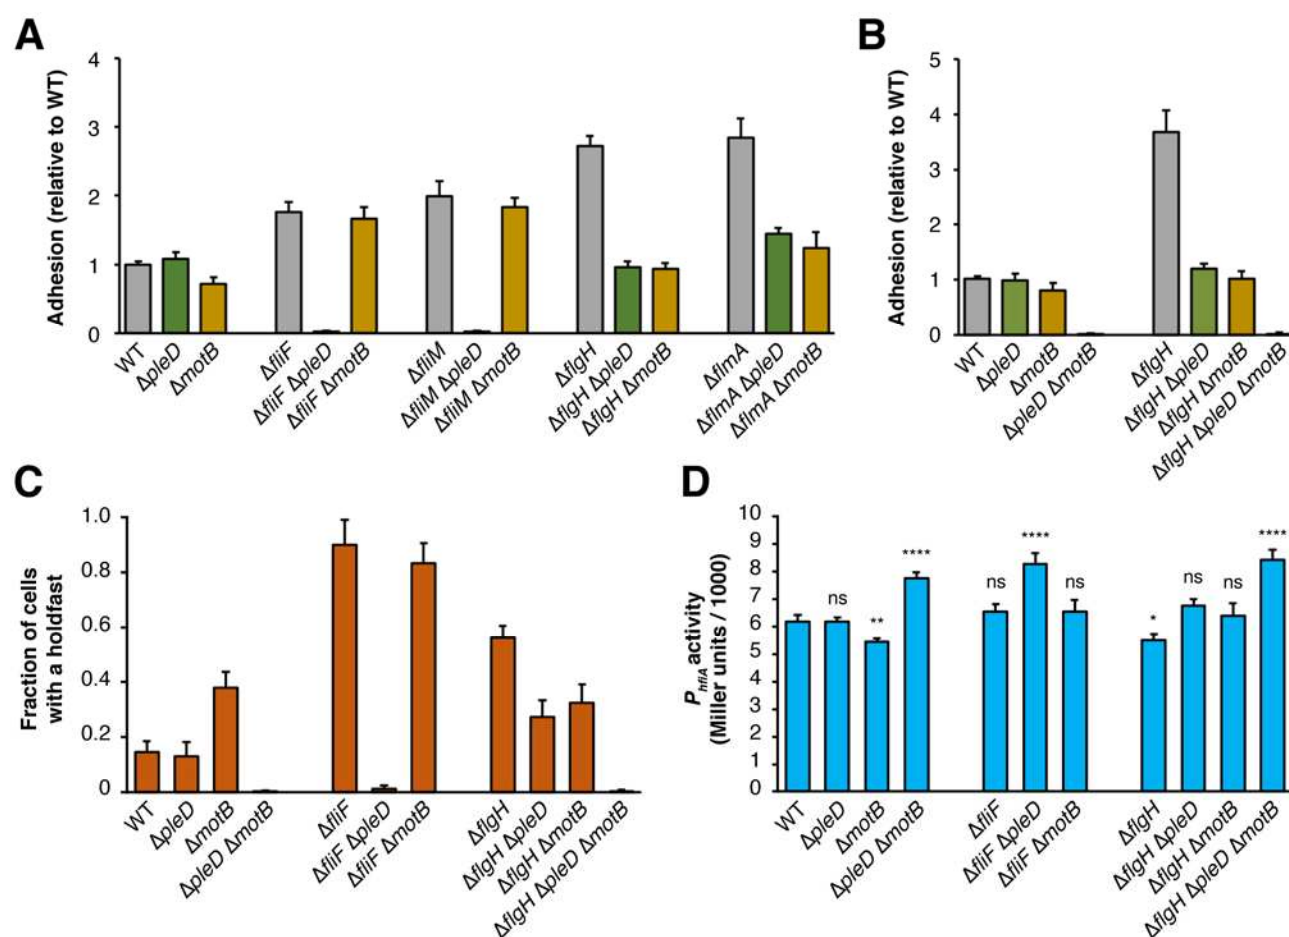 A
Adhesion (relative to WT)
4
3
2
1
0
WT
ΔpleD
ΔmotB
ΔfliF
ΔfliF ΔpleD
ΔfliF ΔmotB
ΔfliM
ΔfliM ΔpleD
ΔfliM ΔmotB
ΔflgH
ΔflgH ΔpleD
ΔflgH ΔmotB
ΔflmA
ΔflmA ΔpleD
ΔflmA ΔmotB
B
Adhesion (relative to WT)
5
4
3
2
1
0
WT
ΔpleD
ΔmotB
ΔpleD ΔmotB
ΔflgH
ΔflgH ΔpleD
ΔflgH ΔmotB
ΔflgH ΔpleD ΔmotB
C
Fraction of cells
with a holdfast
1.0
0.8
0.6
0.4
0.2
0
WT
ΔpleD
ΔmotB
ΔpleD ΔmotB
ΔfliF
ΔfliF ΔpleD
ΔfliF ΔmotB
ΔflgH
ΔflgH ΔpleD
ΔflgH ΔmotB
ΔflgH ΔpleD ΔmotB
D
PhfiA activity
(Miller units / 1000)
10
9
8
7
6
5
4
3
2
1
0
ns
**
****
ns
****
ns
*
ns
ns
****
WT
ΔpleD
ΔmotB
ΔpleD ΔmotB
ΔfliF
ΔfliF ΔpleD
ΔfliF ΔmotB
ΔflgH
ΔflgH ΔpleD
ΔflgH ΔmotB
ΔflgH ΔpleD ΔmotB